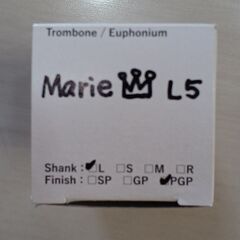 Trombone / Euphonium
Marie L5
Shank: ☑L ☐S ☐M ☐R
Finish: ☐SP ☐GP ☑PGP